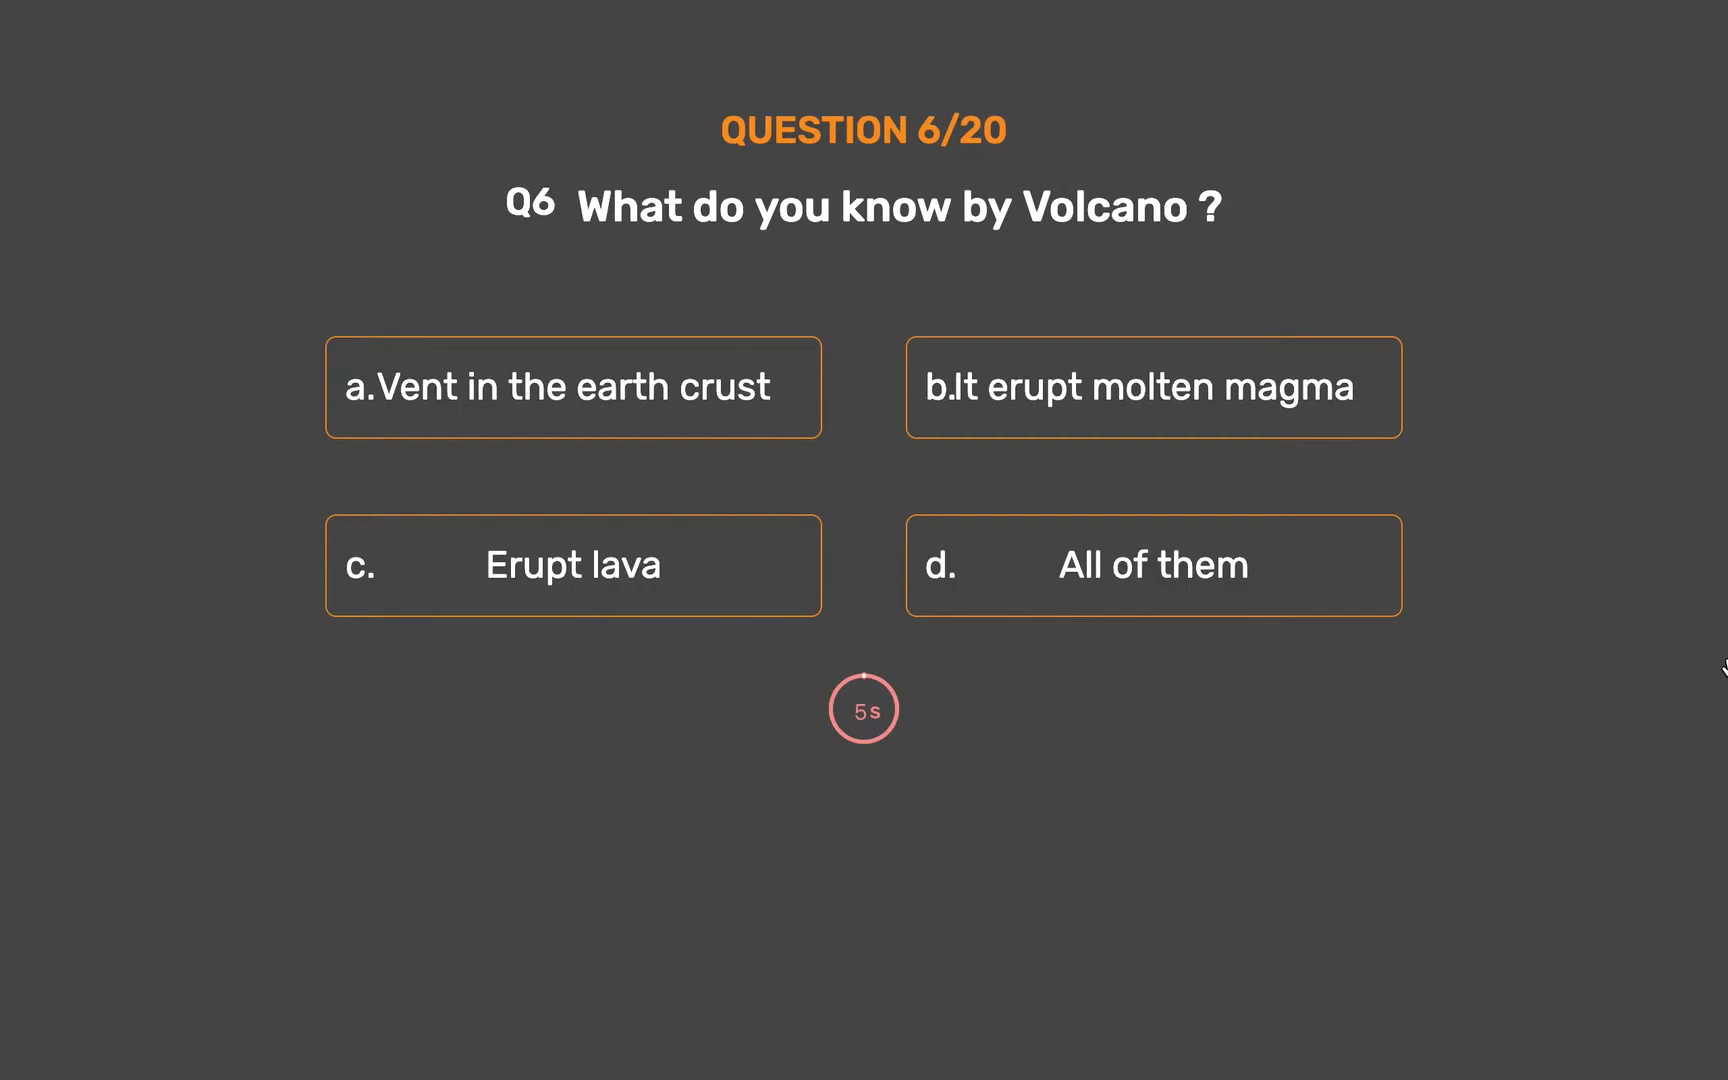 QUESTION 6/20
Q6 What do you know by Volcano ?
a. Vent in the earth crust
b. It erupt molten magma
c. Erupt lava
d. All of them
5 s